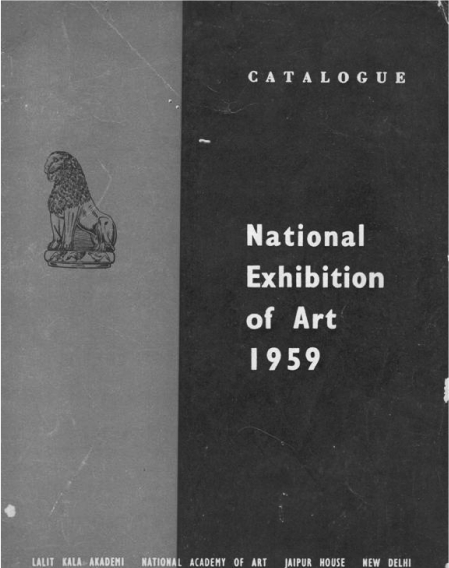 CATALOGUE
National
Exhibition
of Art
1959
LALIT KALA AKADEMI NATIONAL ACADEMY OF ART JAIPUR HOUSE NEW DELHI